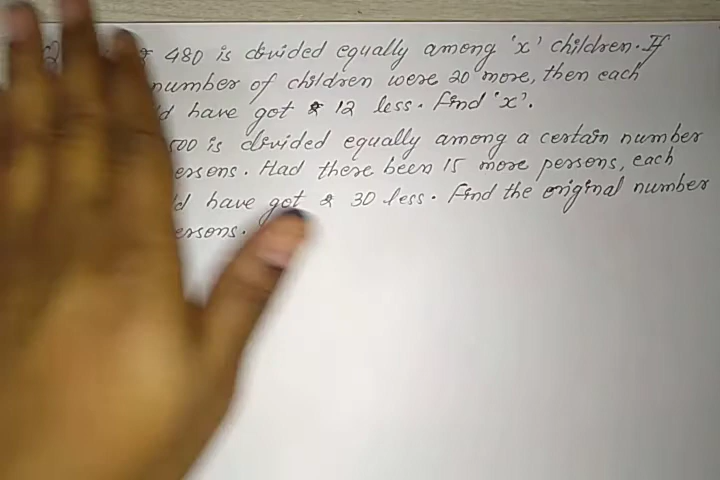 ₹ 480 is divided equally among 'x' children. If
number of children were 20 more, then each
have got ₹ 12 less. Find 'x'.
is divided equally among a certain number
Had there been 15 more persons, each
have got ₹ 30 less. Find the original number